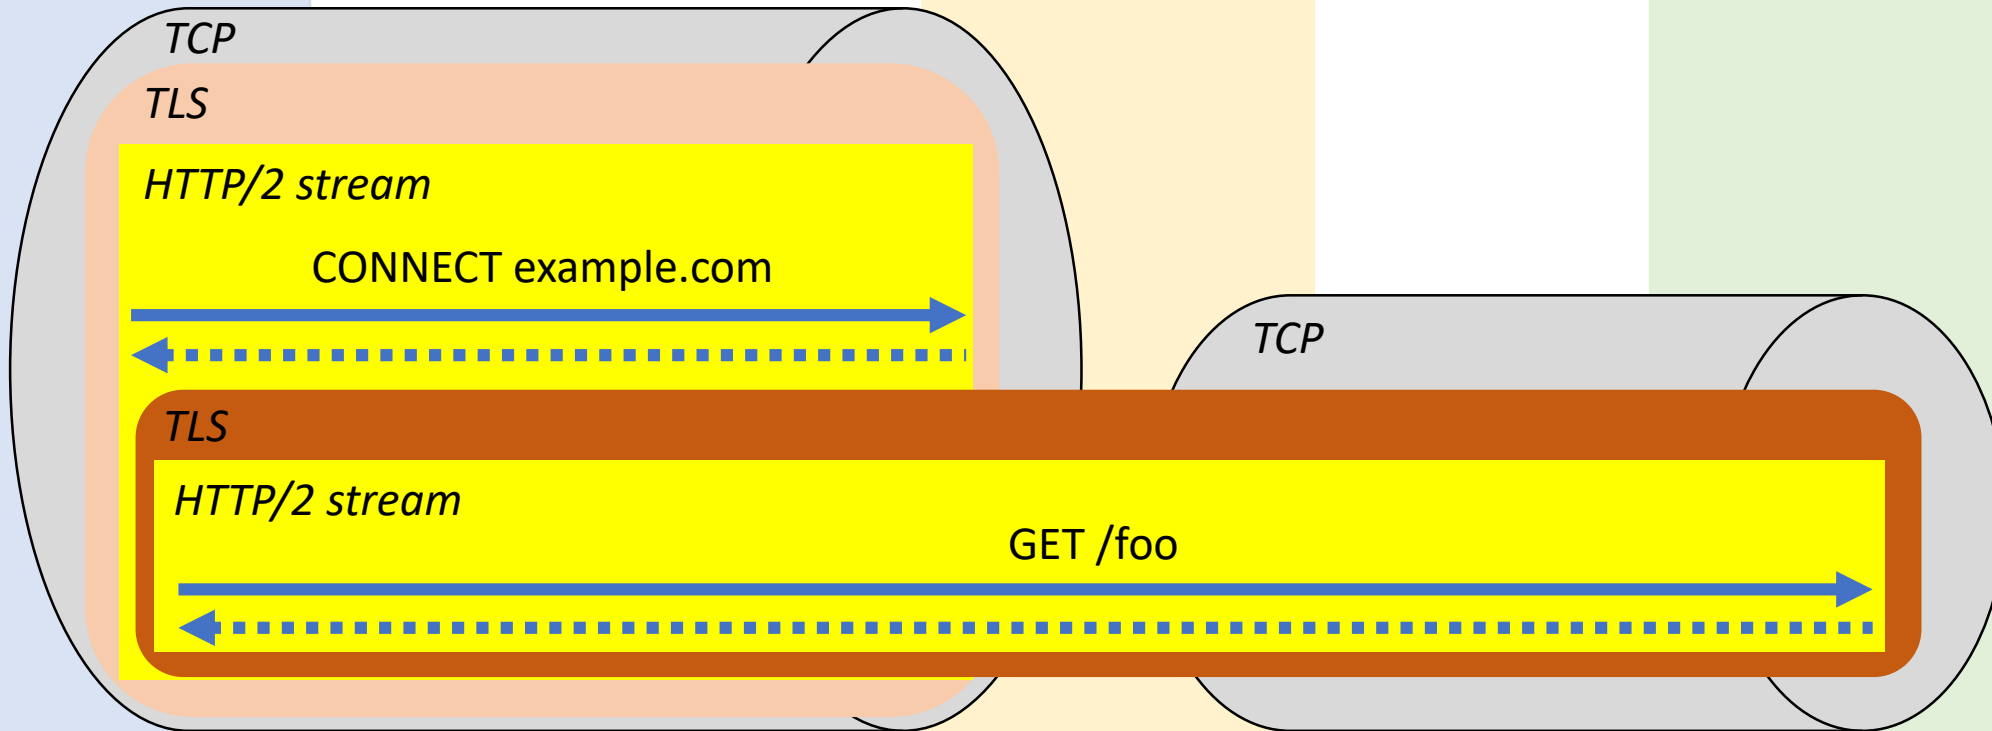 TCP
TLS
HTTP/2 stream
CONNECT example.com
TCP
TLS
HTTP/2 stream
GET /foo